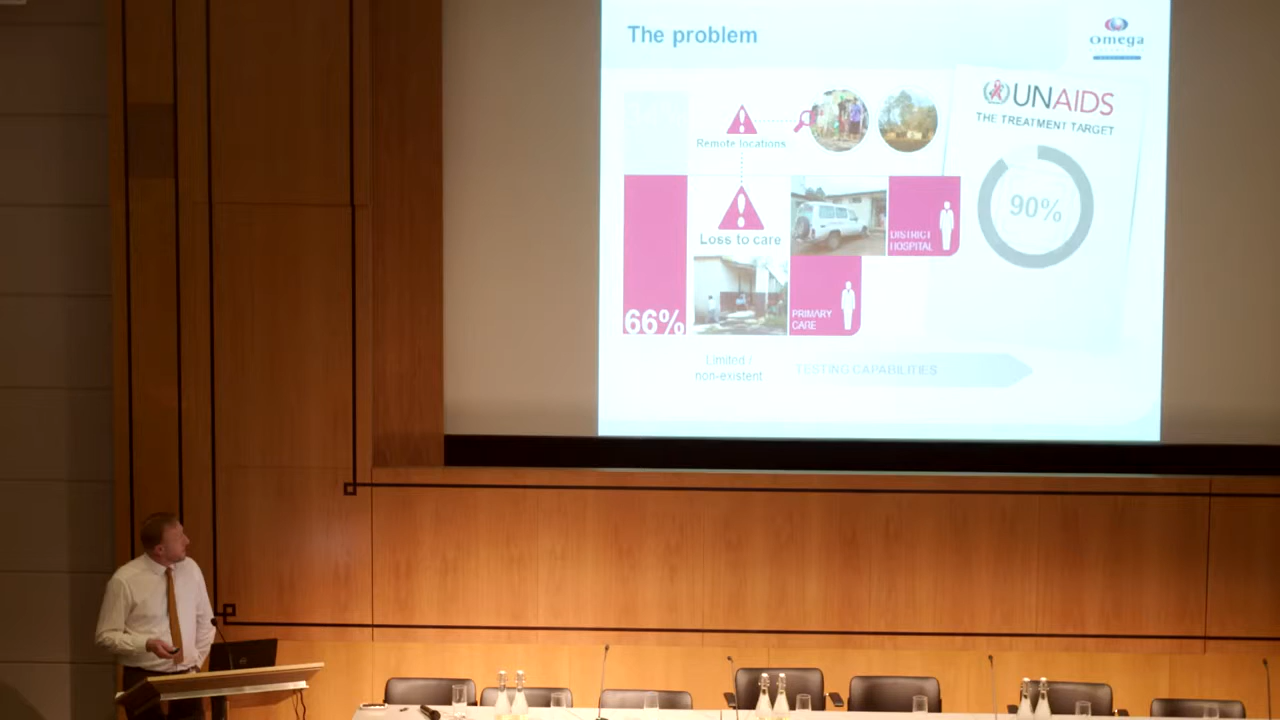 The problem
omega
UNAIDS
THE TREATMENT TARGET
Remote locations
90%
Loss to care
DISTRICT
HOSPITAL
66%
PRIMARY
CARE
Limited /
non-existent
TESTING CAPABILITIES